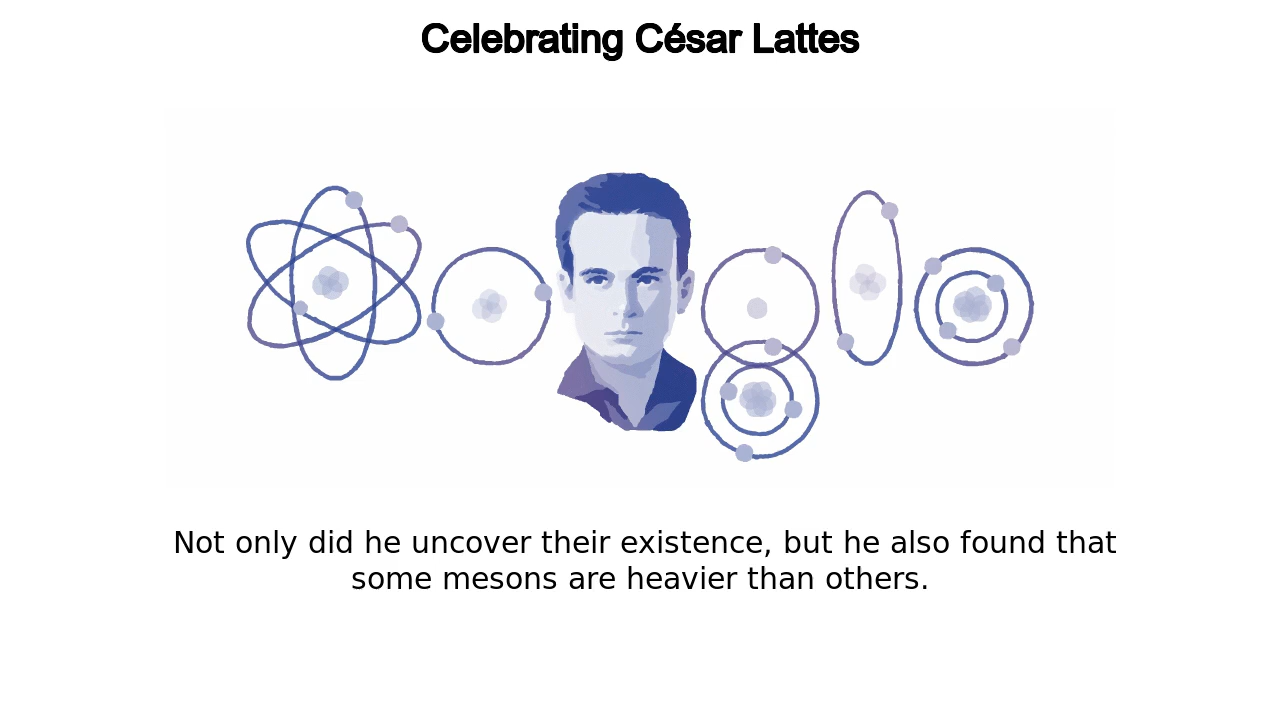 Celebrating César Lattes
Not only did he uncover their existence, but he also found that
some mesons are heavier than others.